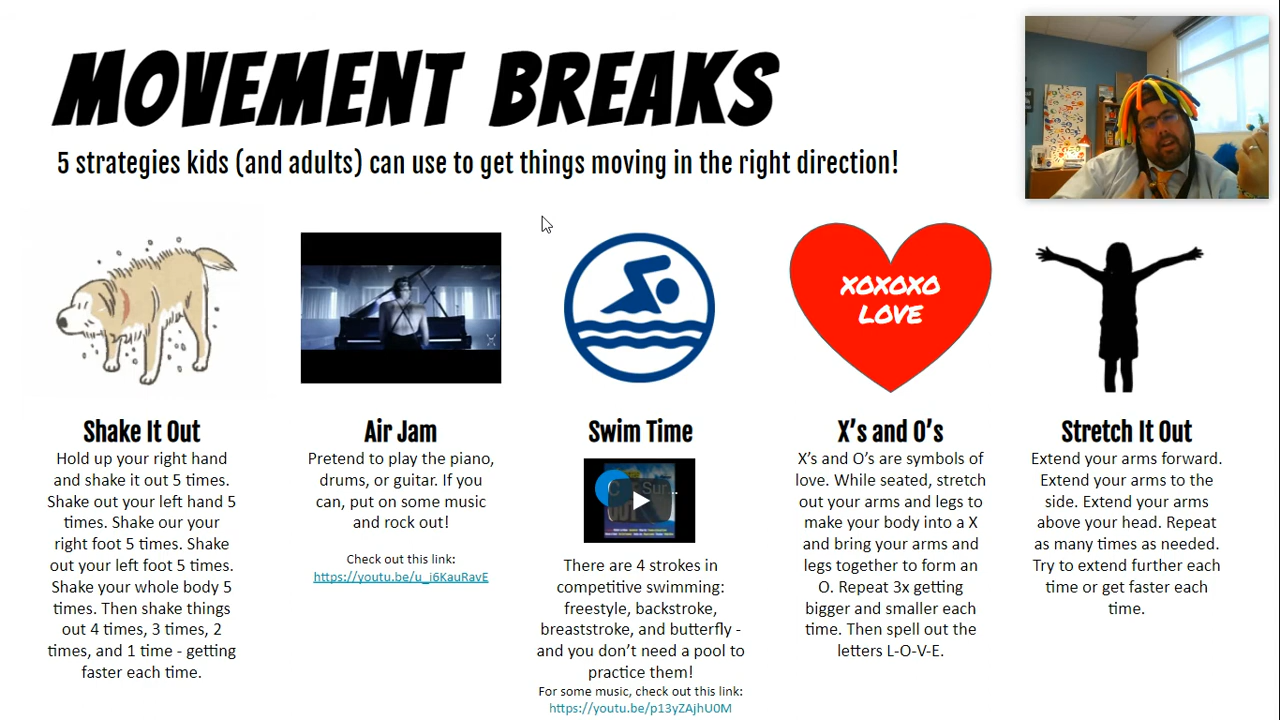 MOVEMENT BREAKS
5 strategies kids (and adults) can use to get things moving in the right direction!
XOXOXO
LOVE
Shake It Out
Hold up your right hand
and shake it out 5 times.
Shake out your left hand 5
times. Shake our your
right foot 5 times. Shake
out your left foot 5 times.
Shake your whole body 5
times. Then shake things
out 4 times, 3 times, 2
times, and 1 time - getting
faster each time.
Air Jam
Pretend to play the piano,
drums, or guitar. If you
can, put on some music
and rock out!
Check out this link:
https://youtu.be/u_i6KauRavE
Swim Time
There are 4 strokes in
competitive swimming:
freestyle, backstroke,
breaststroke, and butterfly -
and you don't need a pool to
practice them!
For some music, check out this link:
https://youtu.be/p13yZAjhU0M
X's and O's
X's and O's are symbols of
love. While seated, stretch
out your arms and legs to
make your body into a X
and bring your arms and
legs together to form an
O. Repeat 3x getting
bigger and smaller each
time. Then spell out the
letters L-O-V-E.
Stretch It Out
Extend your arms forward.
Extend your arms to the
side. Extend your arms
above your head. Repeat
as many times as needed.
Try to extend further each
time or get faster each
time.